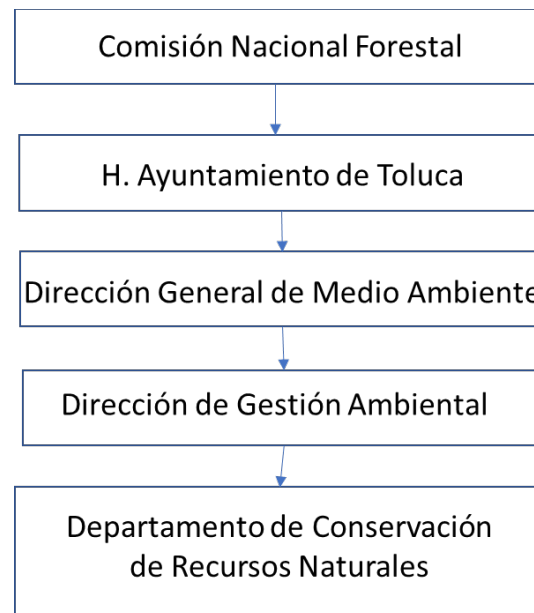 Comisión Nacional Forestal
H. Ayuntamiento de Toluca
Dirección General de Medio Ambiente
Dirección de Gestión Ambiental
Departamento de Conservación
de Recursos Naturales